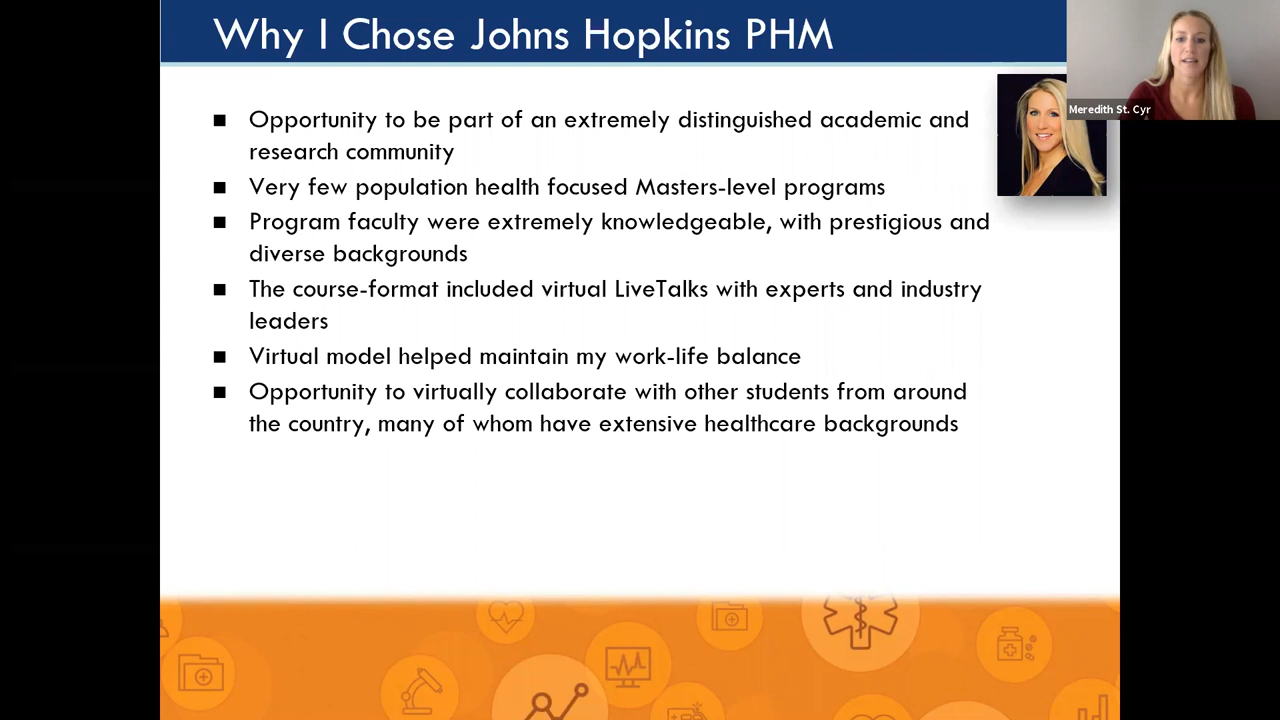 Why I Chose Johns Hopkins PHM
Meredith St. Cyr
■ Opportunity to be part of an extremely distinguished academic and
research community
■ Very few population health focused Masters-level programs
■ Program faculty were extremely knowledgeable, with prestigious and
diverse backgrounds
■ The course-format included virtual LiveTalks with experts and industry
leaders
■ Virtual model helped maintain my work-life balance
■ Opportunity to virtually collaborate with other students from around
the country, many of whom have extensive healthcare backgrounds